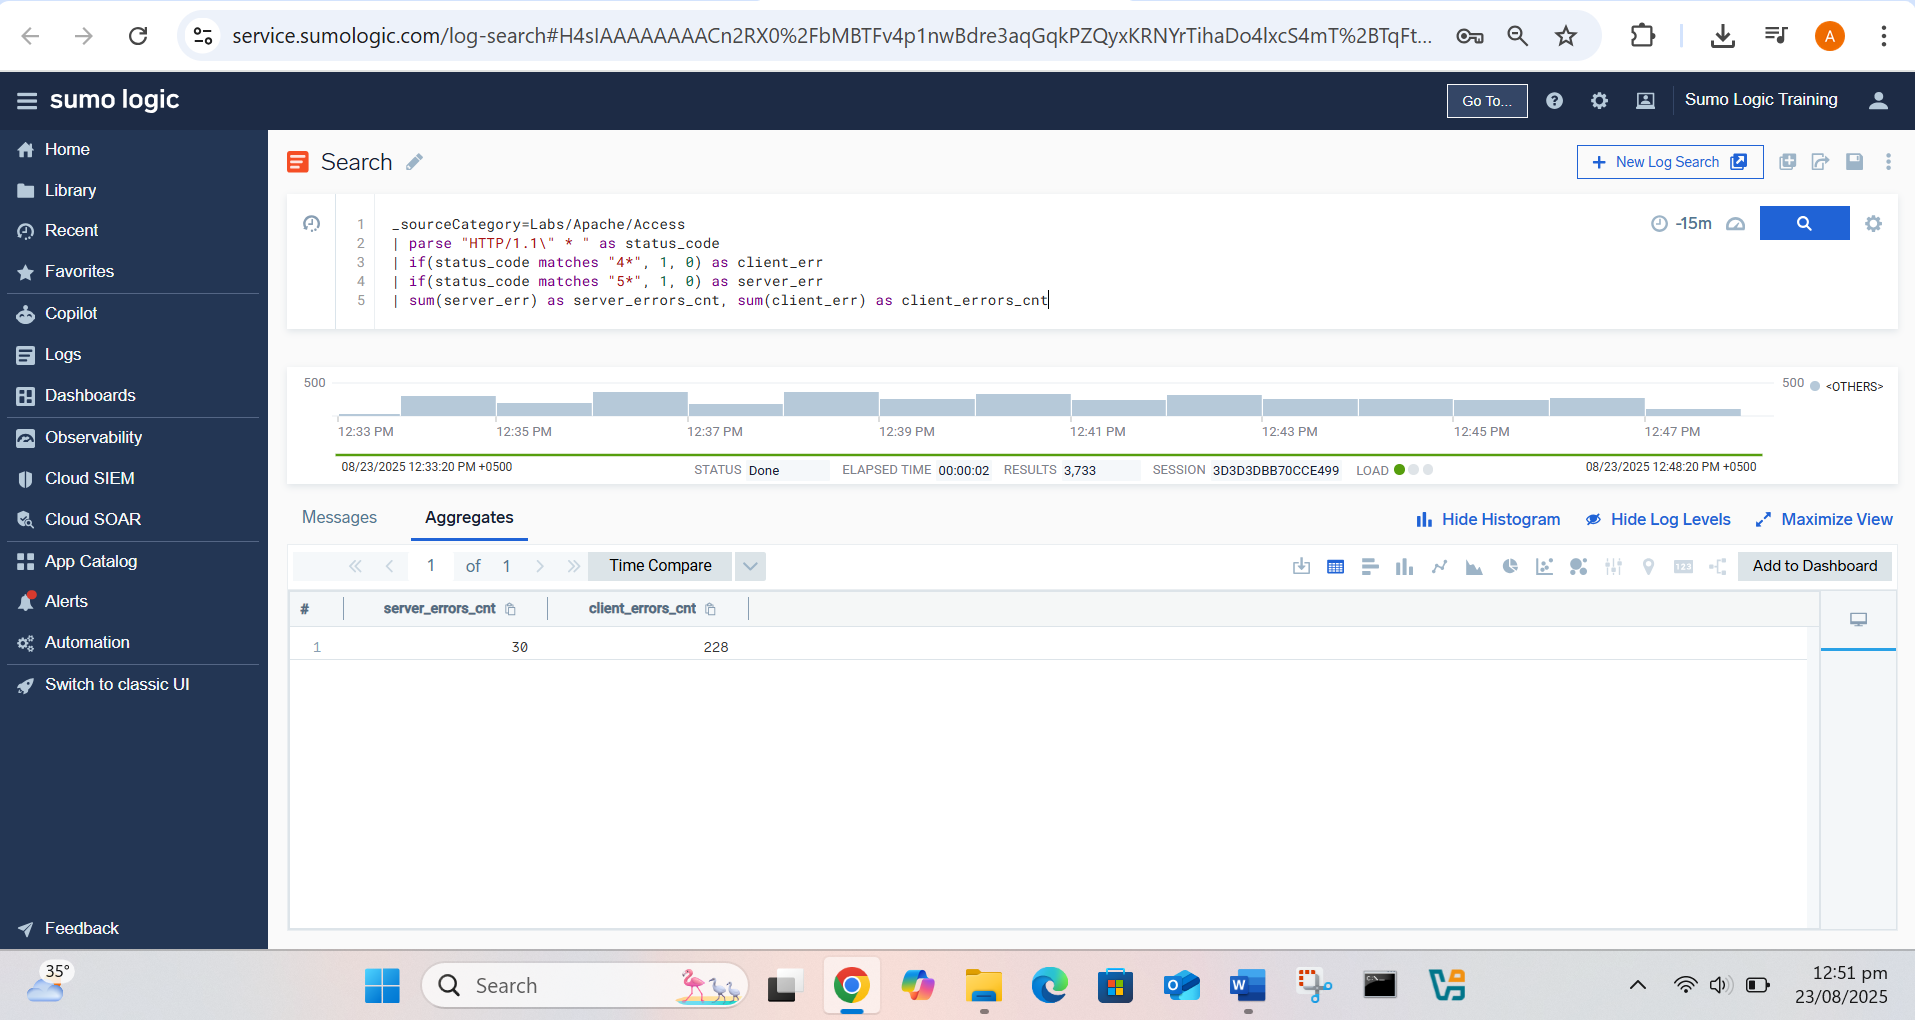 service.sumologic.com/log-search#H4sIAAAAAAAACn2RX0%2FbMBTFv4p1nwBdre3aqGqkPZQyxKRNYrTihaDo4lxcS4mT%2BTqFt...
A
sumo logic
Go To...
Sumo Logic Training
Home
Library
Recent
Favorites
Copilot
Logs
Dashboards
Observability
Cloud SIEM
Cloud SOAR
App Catalog
Alerts
Automation
Switch to classic UI
Feedback
Search
+ New Log Search
1 _sourceCategory=Labs/Apache/Access
2 | parse "HTTP/1.1\" * " as status_code
3 | if(status_code matches "4*", 1, 0) as client_err
4 | if(status_code matches "5*", 1, 0) as server_err
5 | sum(server_err) as server_errors_cnt, sum(client_err) as client_errors_cnt
-15m
500
500 <OTHERS>
12:33 PM 12:35 PM 12:37 PM 12:39 PM 12:41 PM 12:43 PM 12:45 PM 12:47 PM
08/23/2025 12:33:20 PM +0500
STATUS Done ELAPSED TIME 00:00:02 RESULTS 3,733 SESSION 3D3D3DBB70CCE499 LOAD
08/23/2025 12:48:20 PM +0500
Messages Aggregates
Hide Histogram Hide Log Levels Maximize View
1 of 1 Time Compare
123
Add to Dashboard
# server_errors_cnt client_errors_cnt
1 30 228
35°
Search
12:51 pm
23/08/2025